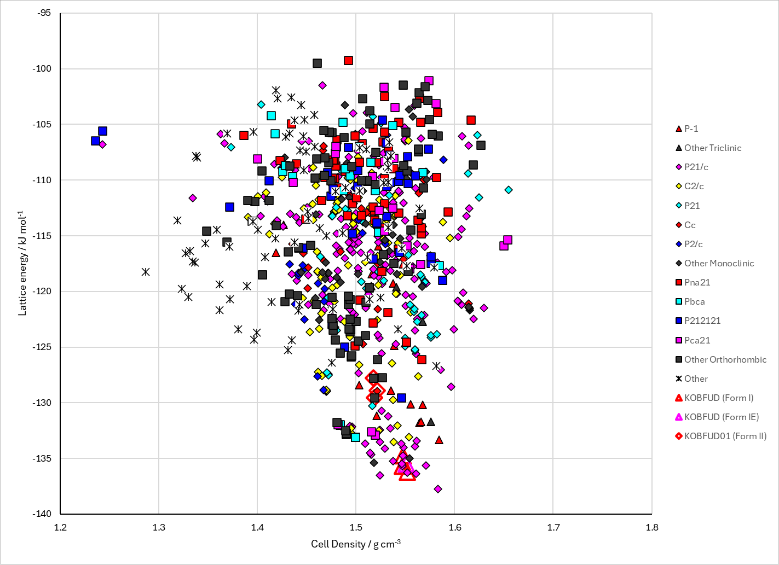 -95
-100
-105
-110
-115
-120
-125
-130
-135
-140
Lattice energy / kJ mol⁻¹
1.2 1.3 1.4 1.5 1.6 1.7 1.8
Cell Density / g cm⁻³
P-1
Other Triclinic
P21/c
C2/c
P21
Cc
P2/c
Other Monoclinic
Pna21
Pbca
P212121
Pca21
Other Orthorhombic
Other
KOBFUD (Form I)
KOBFUD (Form IE)
KOBFUD01 (Form II)